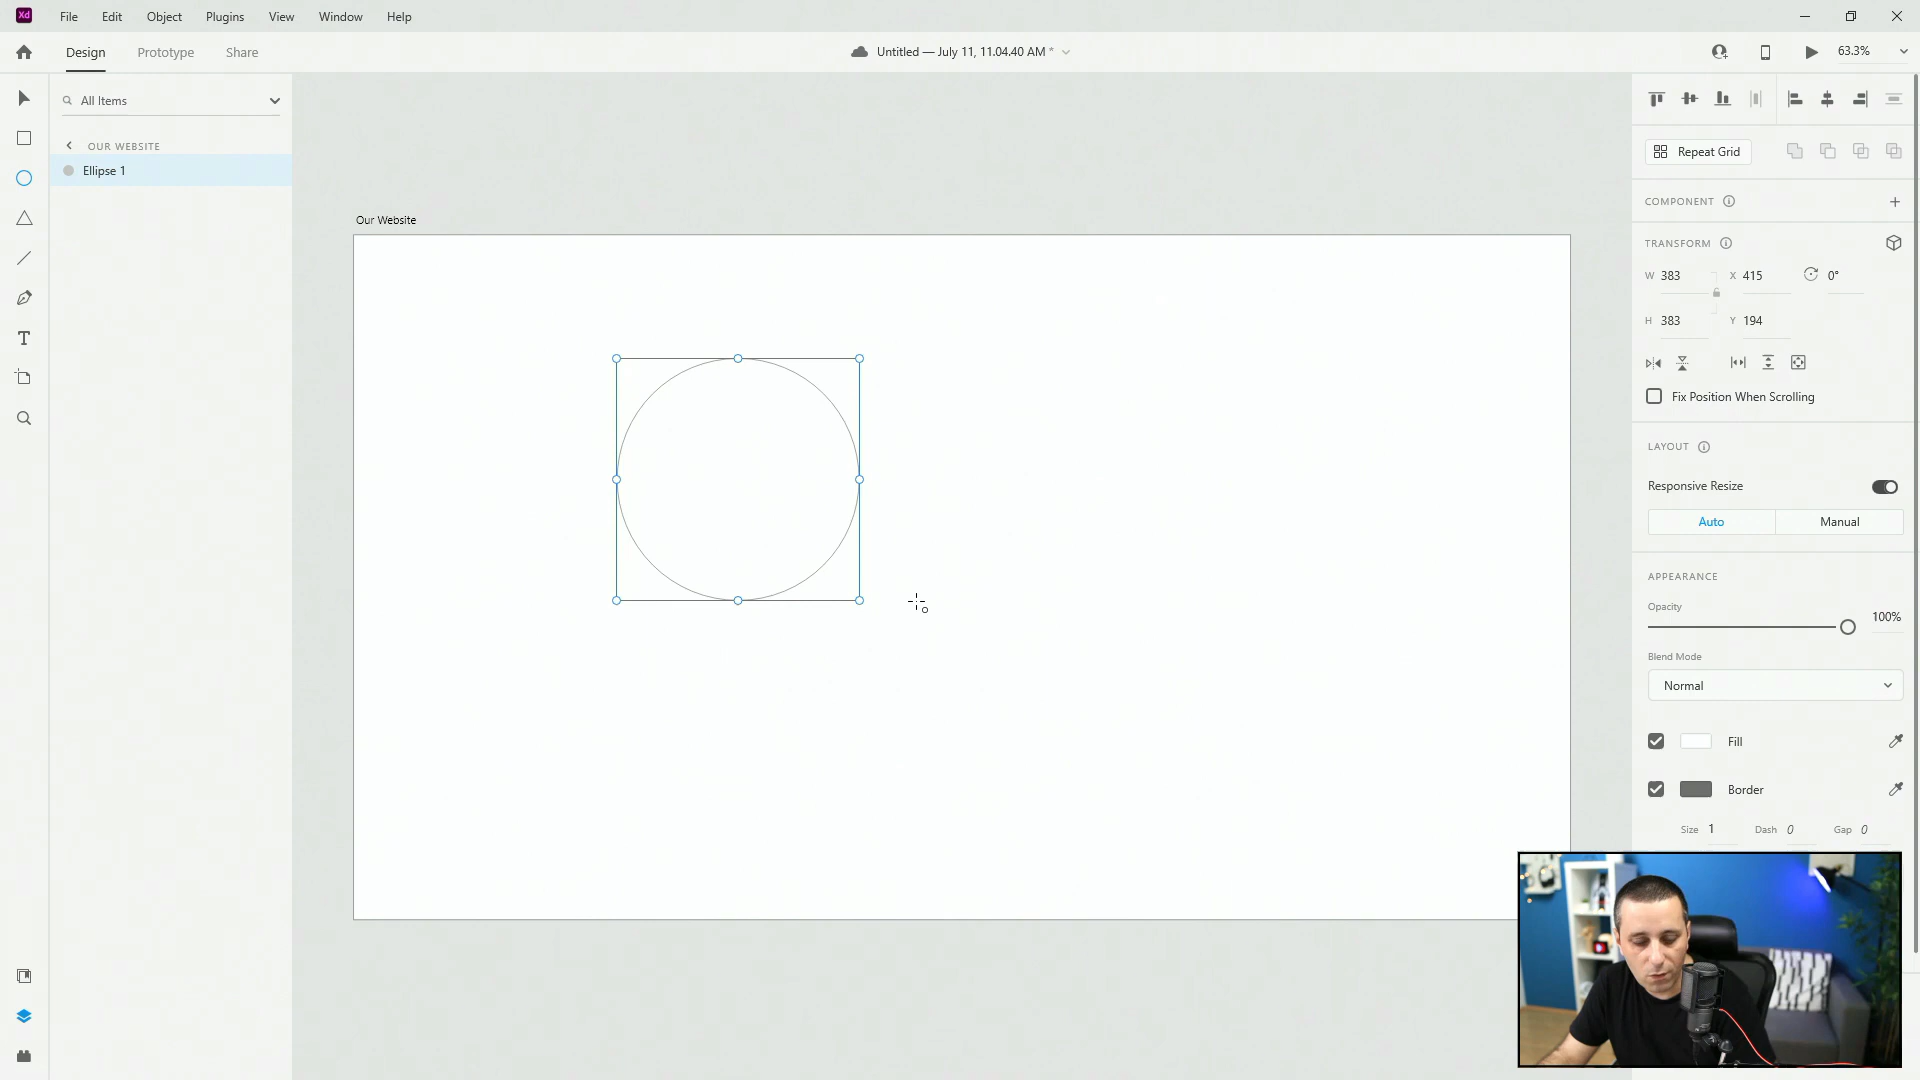 Xd File Edit Object Plugins View Window Help
Design Prototype Share Untitled — July 11, 11.04.40 AM * 63.3%
All Items
OUR WEBSITE
Ellipse 1
Our Website
Repeat Grid
COMPONENT
TRANSFORM
W 383 X 415 0°
H 383 Y 194
Fix Position When Scrolling
LAYOUT
Responsive Resize
Auto Manual
APPEARANCE
Opacity
100%
Blend Mode
Normal
Fill
Border
Size 1 Dash 0 Gap 0